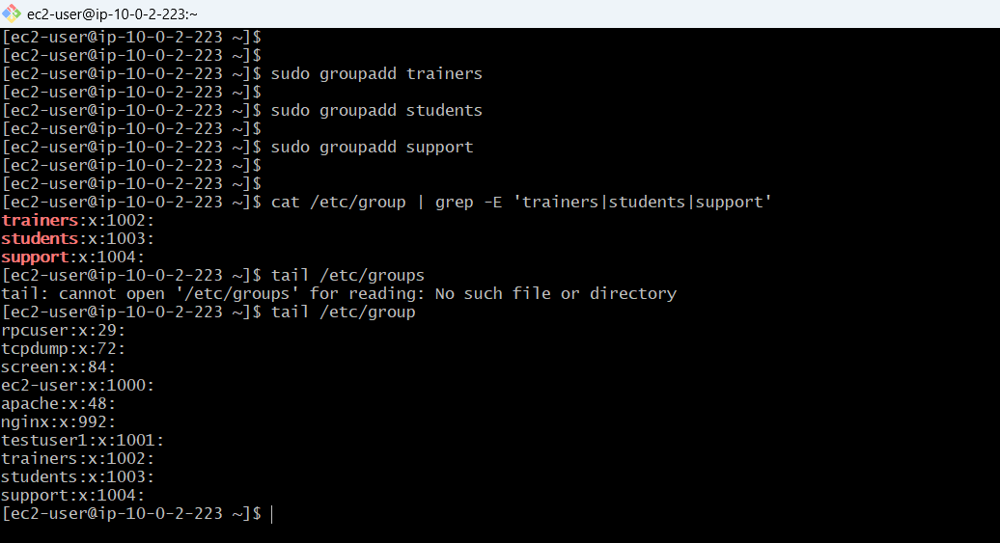 ec2-user@ip-10-0-2-223:~
[ec2-user@ip-10-0-2-223 ~]$
[ec2-user@ip-10-0-2-223 ~]$
[ec2-user@ip-10-0-2-223 ~]$ sudo groupadd trainers
[ec2-user@ip-10-0-2-223 ~]$
[ec2-user@ip-10-0-2-223 ~]$ sudo groupadd students
[ec2-user@ip-10-0-2-223 ~]$
[ec2-user@ip-10-0-2-223 ~]$ sudo groupadd support
[ec2-user@ip-10-0-2-223 ~]$
[ec2-user@ip-10-0-2-223 ~]$
[ec2-user@ip-10-0-2-223 ~]$ cat /etc/group | grep -E 'trainers|students|support'
trainers:x:1002:
students:x:1003:
support:x:1004:
[ec2-user@ip-10-0-2-223 ~]$ tail /etc/groups
tail: cannot open '/etc/groups' for reading: No such file or directory
[ec2-user@ip-10-0-2-223 ~]$ tail /etc/group
rpcuser:x:29:
tcpdump:x:72:
screen:x:84:
ec2-user:x:1000:
apache:x:48:
nginx:x:992:
testuser1:x:1001:
trainers:x:1002:
students:x:1003:
support:x:1004:
[ec2-user@ip-10-0-2-223 ~]$